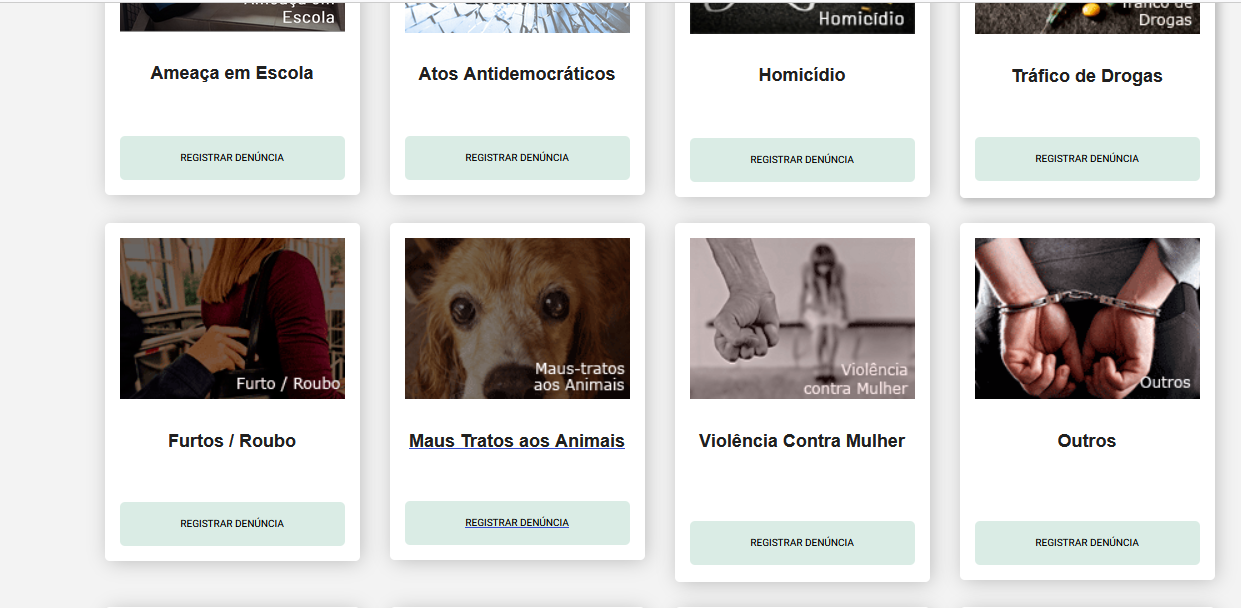 Escola
Homicídio
Drogas
Ameaça em Escola
Atos Antidemocráticos
Homicídio
Tráfico de Drogas
REGISTRAR DENÚNCIA
REGISTRAR DENÚNCIA
REGISTRAR DENÚNCIA
REGISTRAR DENÚNCIA
Furto / Roubo
Maus-tratos
aos Animais
Violência
contra Mulher
Outros
Furtos / Roubo
Maus Tratos aos Animais
Violência Contra Mulher
Outros
REGISTRAR DENÚNCIA
REGISTRAR DENÚNCIA
REGISTRAR DENÚNCIA
REGISTRAR DENÚNCIA